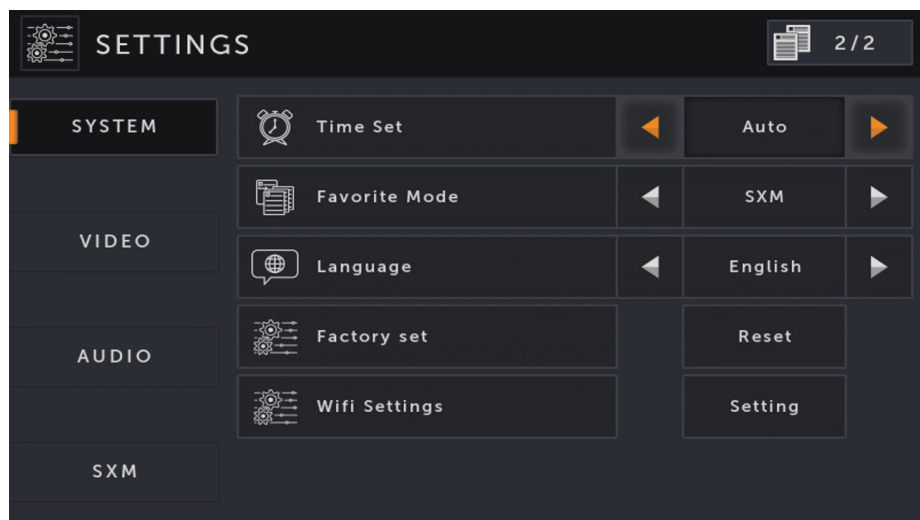 SETTINGS
2/2
SYSTEM
Time Set
Auto
Favorite Mode
SXM
VIDEO
Language
English
Factory set
Reset
AUDIO
Wifi Settings
Setting
SXM